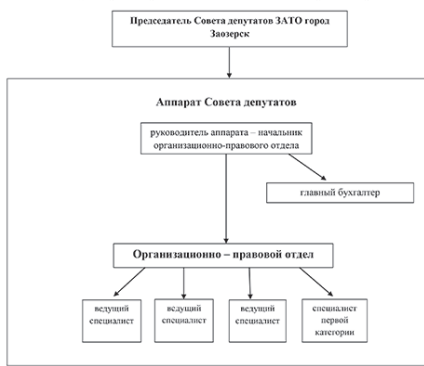 Председатель Совета депутатов ЗАТО город
Заозерск
Аппарат Совета депутатов
руководитель аппарата – начальник
организационно-правового отдела
главный бухгалтер
Организационно – правовой отдел
ведущий
специалист
ведущий
специалист
ведущий
специалист
специалист
первой
категории